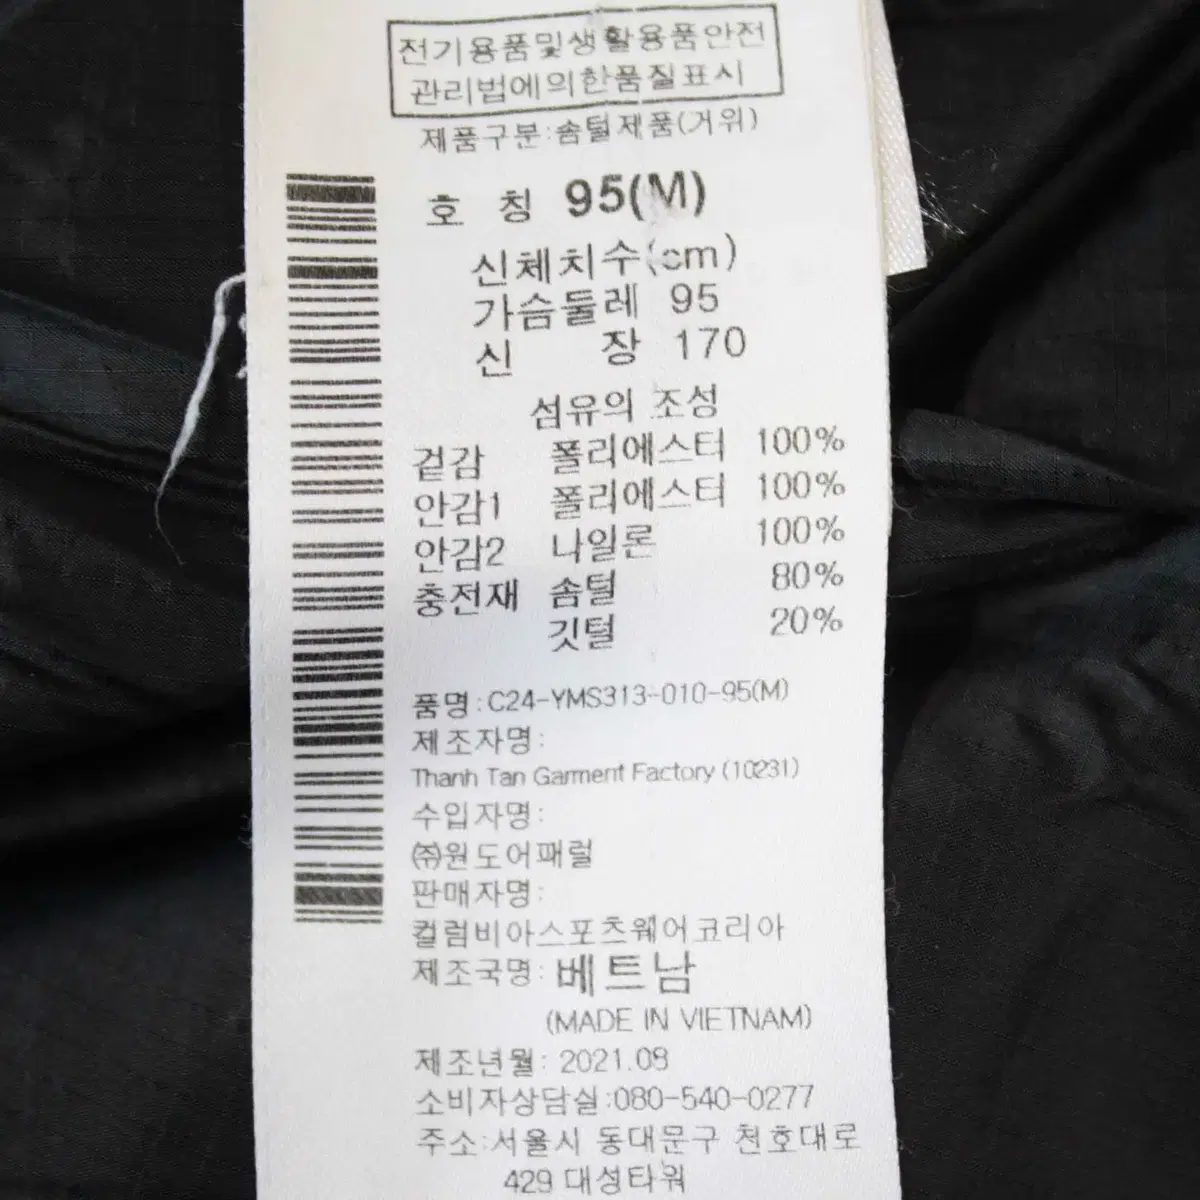 전기용품및생활용품안전
관리법에의한품질표시
제품구분:솜털제품(거위)
호 칭 95(M)
신체치수(cm)
가슴둘레 95
신 장 170
섬유의 조성
겉감 폴리에스터 100%
안감1 폴리에스터 100%
안감2 나일론 100%
충전재 솜털 80%
깃털 20%
품명:C24-YMS313-010-95(M)
제조자명:
Thanh Tan Garment Factory (10231)
수입자명:
㈜원도어패럴
판매자명:
컬럼비아스포츠웨어코리아
제조국명:베트남
(MADE IN VIETNAM)
제조년월: 2021.08
소비자상담실:080-540-0277
주소:서울시 동대문구 천호대로
429 대성타워